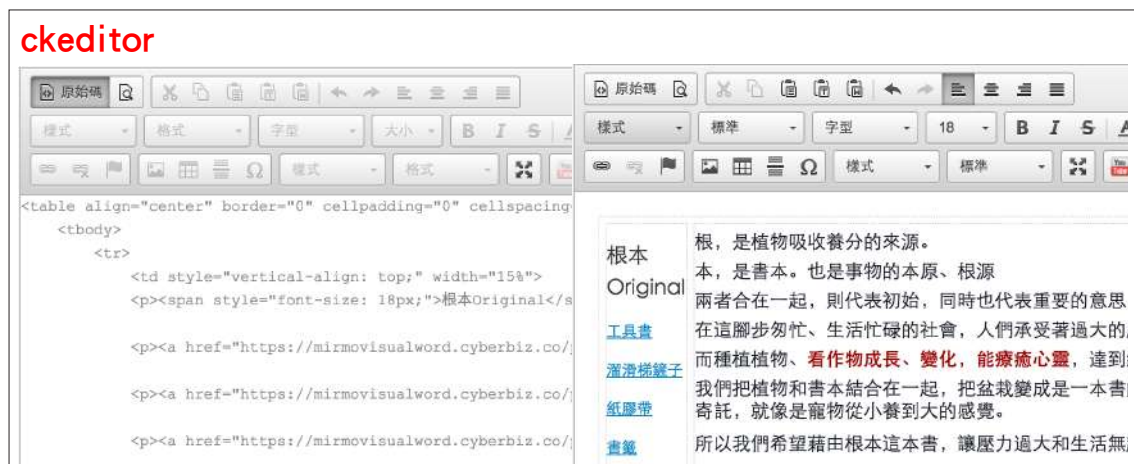 ckeditor
原始碼
樣式 格式 字型 大小 B I S
Ω 樣式 格式
<table align="center" border="0" cellpadding="0" cellspacing
<tbody>
<tr>
<td style="vertical-align: top;" width="15%">
<p><span style="font-size: 18px;">根本Original</s
<p><a href="https://mirmovisualword.cyberbiz.co/
<p><a href="https://mirmovisualword.cyberbiz.co/
<p><a href="https://mirmovisualword.cyberbiz.co/
原始碼
樣式 標準 字型 18 B I S A
Ω 樣式 標準 You Tube
根本
Original
工具書
溜滑梯鏟子
紙膠帶
書籤
根，是植物吸收養分的來源。
本，是書本。也是事物的本原、根源
兩者合在一起，則代表初始，同時也代表重要的意思
在這腳步匆忙、生活忙碌的社會，人們承受著過大的
而種植植物、看作物成長、變化，能療癒心靈，達到
我們把植物和書本結合在一起，把盆栽變成是一本書
寄託，就像是寵物從小養到大的感覺。
所以我們希望藉由根本這本書，讓壓力過大和生活無